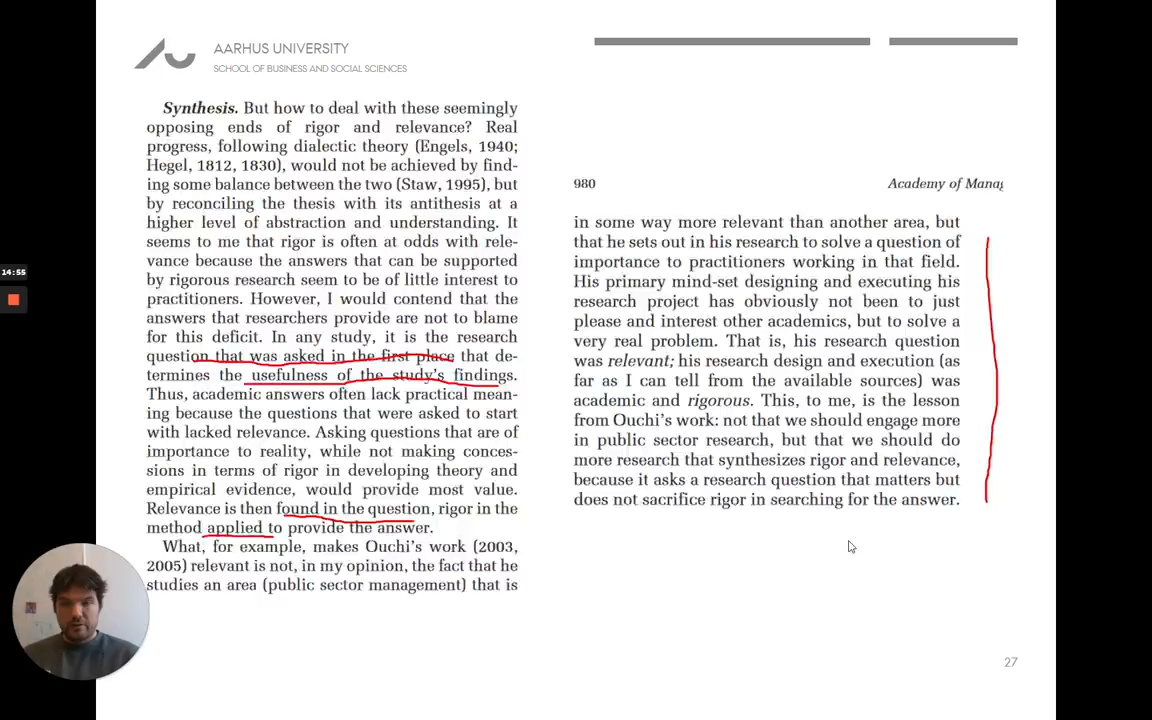 AARHUS UNIVERSITY
SCHOOL OF BUSINESS AND SOCIAL SCIENCES
Synthesis. But how to deal with these seemingly
opposing ends of rigor and relevance? Real
progress, following dialectic theory (Engels, 1940;
Hegel, 1812, 1830), would not be achieved by find-
ing some balance between the two (Staw, 1995), but
by reconciling the thesis with its antithesis at a
higher level of abstraction and understanding. It
seems to me that rigor is often at odds with rele-
vance because the answers that can be supported
by rigorous research seem to be of little interest to
practitioners. However, I would contend that the
answers that researchers provide are not to blame
for this deficit. In any study, it is the research
question that was asked in the first place that de-
termines the usefulness of the study's findings.
Thus, academic answers often lack practical mean-
ing because the questions that were asked to start
with lacked relevance. Asking questions that are of
importance to reality, while not making conces-
sions in terms of rigor in developing theory and
empirical evidence, would provide most value.
Relevance is then found in the question, rigor in the
method applied to provide the answer.
What, for example, makes Ouchi's work (2003,
2005) relevant is not, in my opinion, the fact that he
studies an area (public sector management) that is
980 Academy of Manag
in some way more relevant than another area, but
that he sets out in his research to solve a question of
importance to practitioners working in that field.
His primary mind-set designing and executing his
research project has obviously not been to just
please and interest other academics, but to solve a
very real problem. That is, his research question
was relevant; his research design and execution (as
far as I can tell from the available sources) was
academic and rigorous. This, to me, is the lesson
from Ouchi's work: not that we should engage more
in public sector research, but that we should do
more research that synthesizes rigor and relevance,
because it asks a research question that matters but
does not sacrifice rigor in searching for the answer.
14:55
27